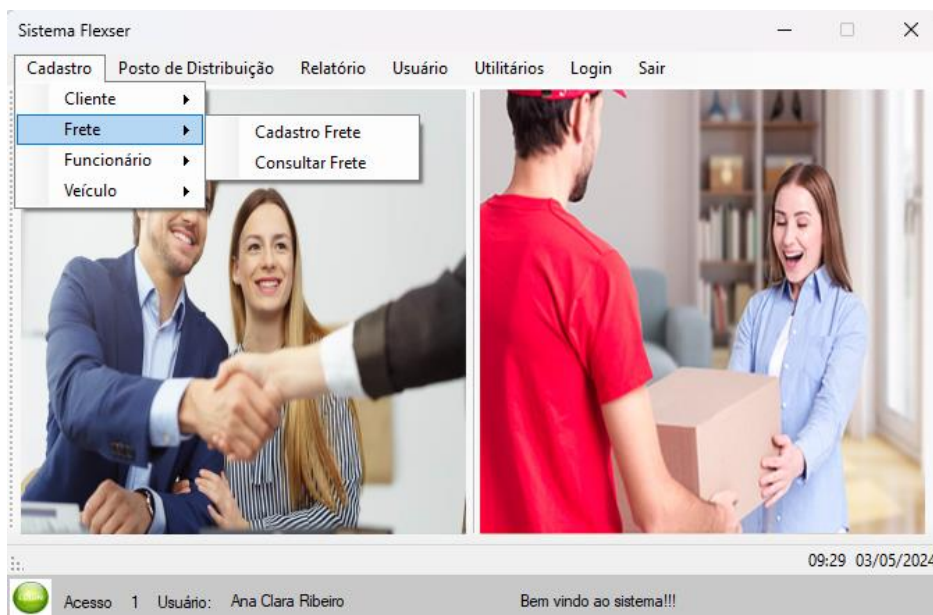 Sistema Flexser
Cadastro Posto de Distribuição Relatório Usuário Utilitários Login Sair
Cliente
Frete
Cadastro Frete
Funcionário
Consultar Frete
Veículo
09:29 03/05/2024
Acesso 1 Usuário: Ana Clara Ribeiro Bem vindo ao sistema!!!